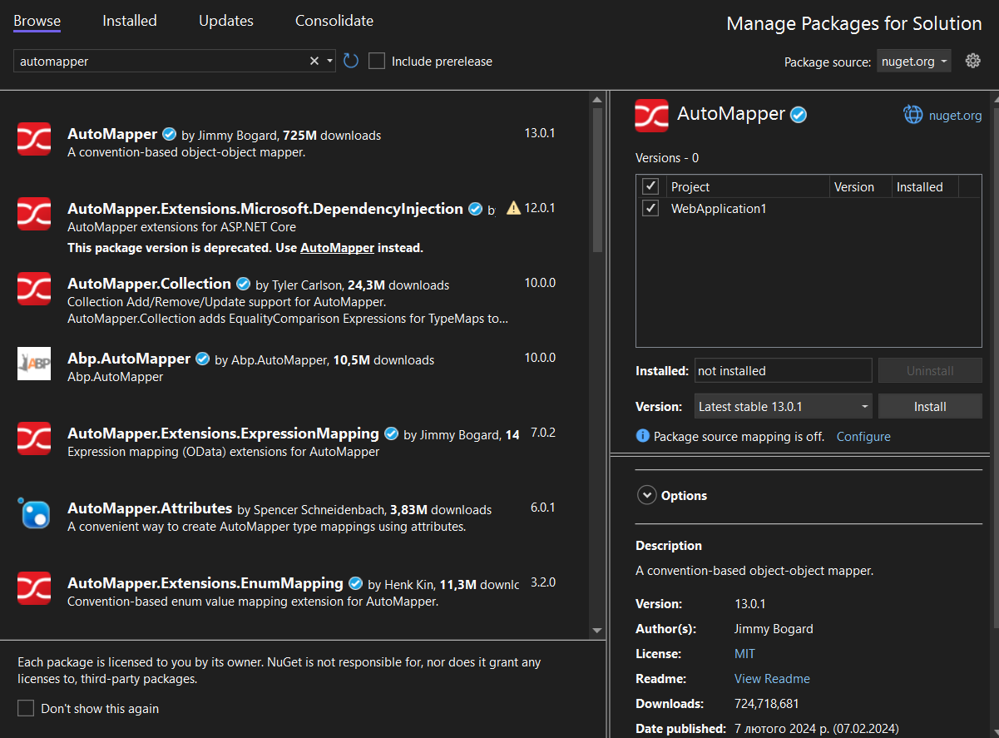 Browse Installed Updates Consolidate
Manage Packages for Solution
automapper
Include prerelease
Package source: nuget.org
AutoMapper by Jimmy Bogard, 725M downloads 13.0.1
A convention-based object-object mapper.
AutoMapper.Extensions.Microsoft.DependencyInjection by 12.0.1
AutoMapper extensions for ASP.NET Core
This package version is deprecated. Use AutoMapper instead.
AutoMapper.Collection by Tyler Carlson, 24,3M downloads 10.0.0
Collection Add/Remove/Update support for AutoMapper.
AutoMapper.Collection adds EqualityComparison Expressions for TypeMaps to...
ABP
Abp.AutoMapper by Abp.AutoMapper, 10,5M downloads 10.0.0
Abp.AutoMapper
AutoMapper.Extensions.ExpressionMapping by Jimmy Bogard, 14 7.0.2
Expression mapping (OData) extensions for AutoMapper
AutoMapper.Attributes by Spencer Schneidenbach, 3,83M downloads 6.0.1
A convenient way to create AutoMapper type mappings using attributes.
AutoMapper.Extensions.EnumMapping by Henk Kin, 11,3M downlc 3.2.0
Convention-based enum value mapping extension for AutoMapper.
Each package is licensed to you by its owner. NuGet is not responsible for, nor does it grant any
licenses to, third-party packages.
Don't show this again
AutoMapper nuget.org
Versions - 0
Project Version Installed
WebApplication1
Installed: not installed Uninstall
Version: Latest stable 13.0.1 Install
Package source mapping is off. Configure
Options
Description
A convention-based object-object mapper.
Version: 13.0.1
Author(s): Jimmy Bogard
License: MIT
Readme: View Readme
Downloads: 724,718,681
Date published: 7 лютого 2024 р. (07.02.2024)